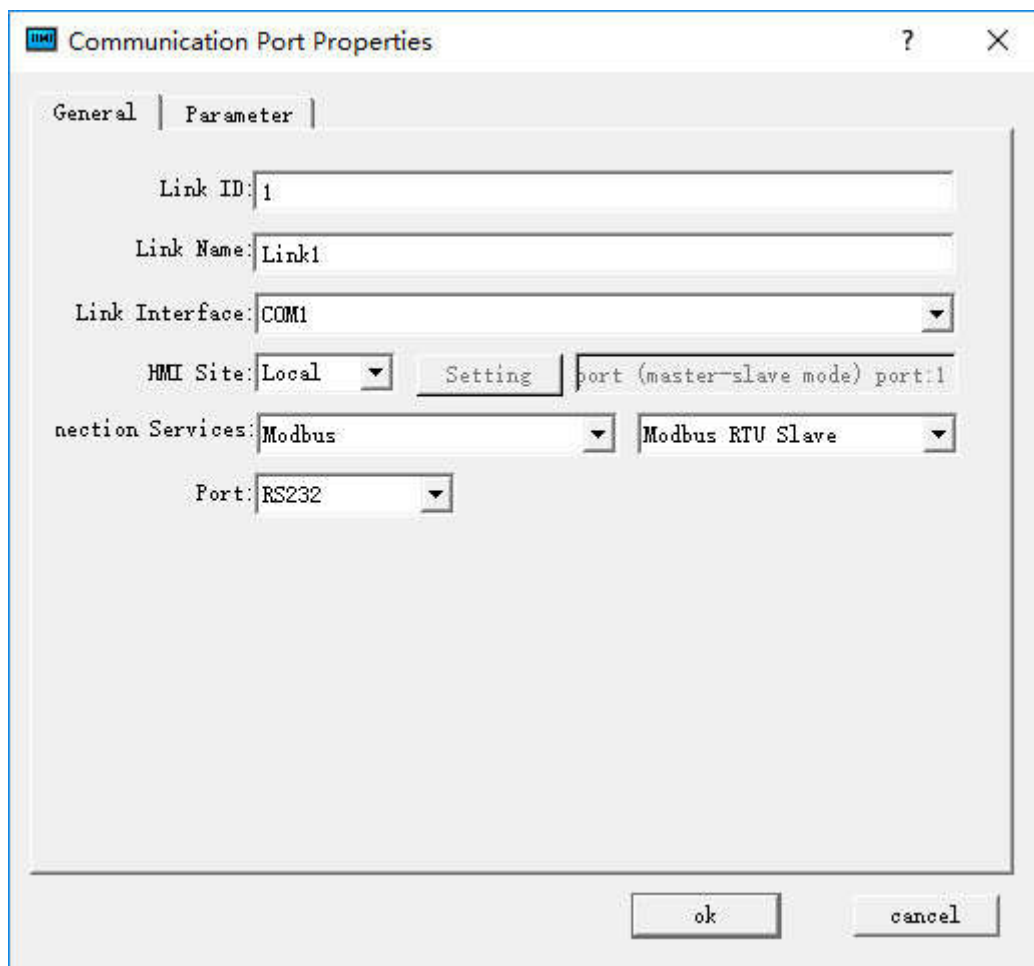 HMI Communication Port Properties ?
General Parameter
Link ID: 1
Link Name: Link1
Link Interface: COM1
HMI Site: Local Setting port (master-slave mode) port:1
nection Services: Modbus Modbus RTU Slave
Port: RS232
ok cancel